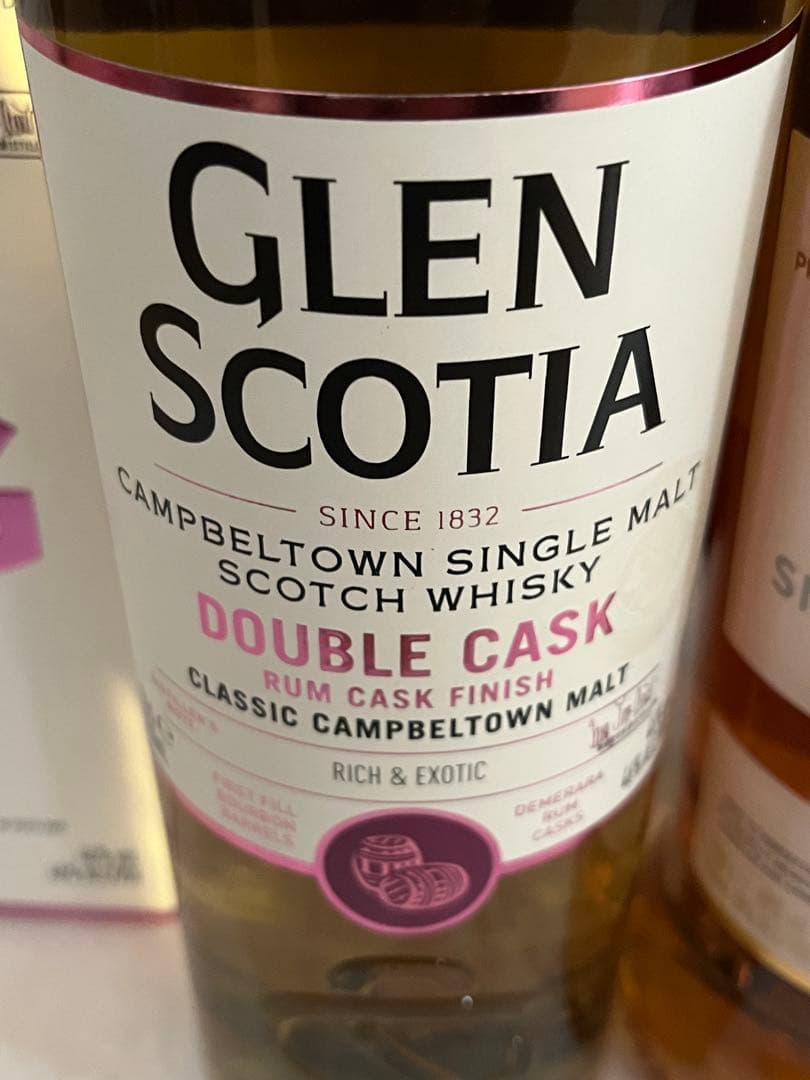 GLEN
SCOTIA
SINCE 1832
CAMPBELTOWN SINGLE MALT
SCOTCH WHISKY
DOUBLE CASK
RUM CASK FINISH
CLASSIC CAMPBELTOWN MALT
RICH & EXOTIC
FIRST FILL
BOURBON
BARRELS
DEMERARA
RUM
CASKS